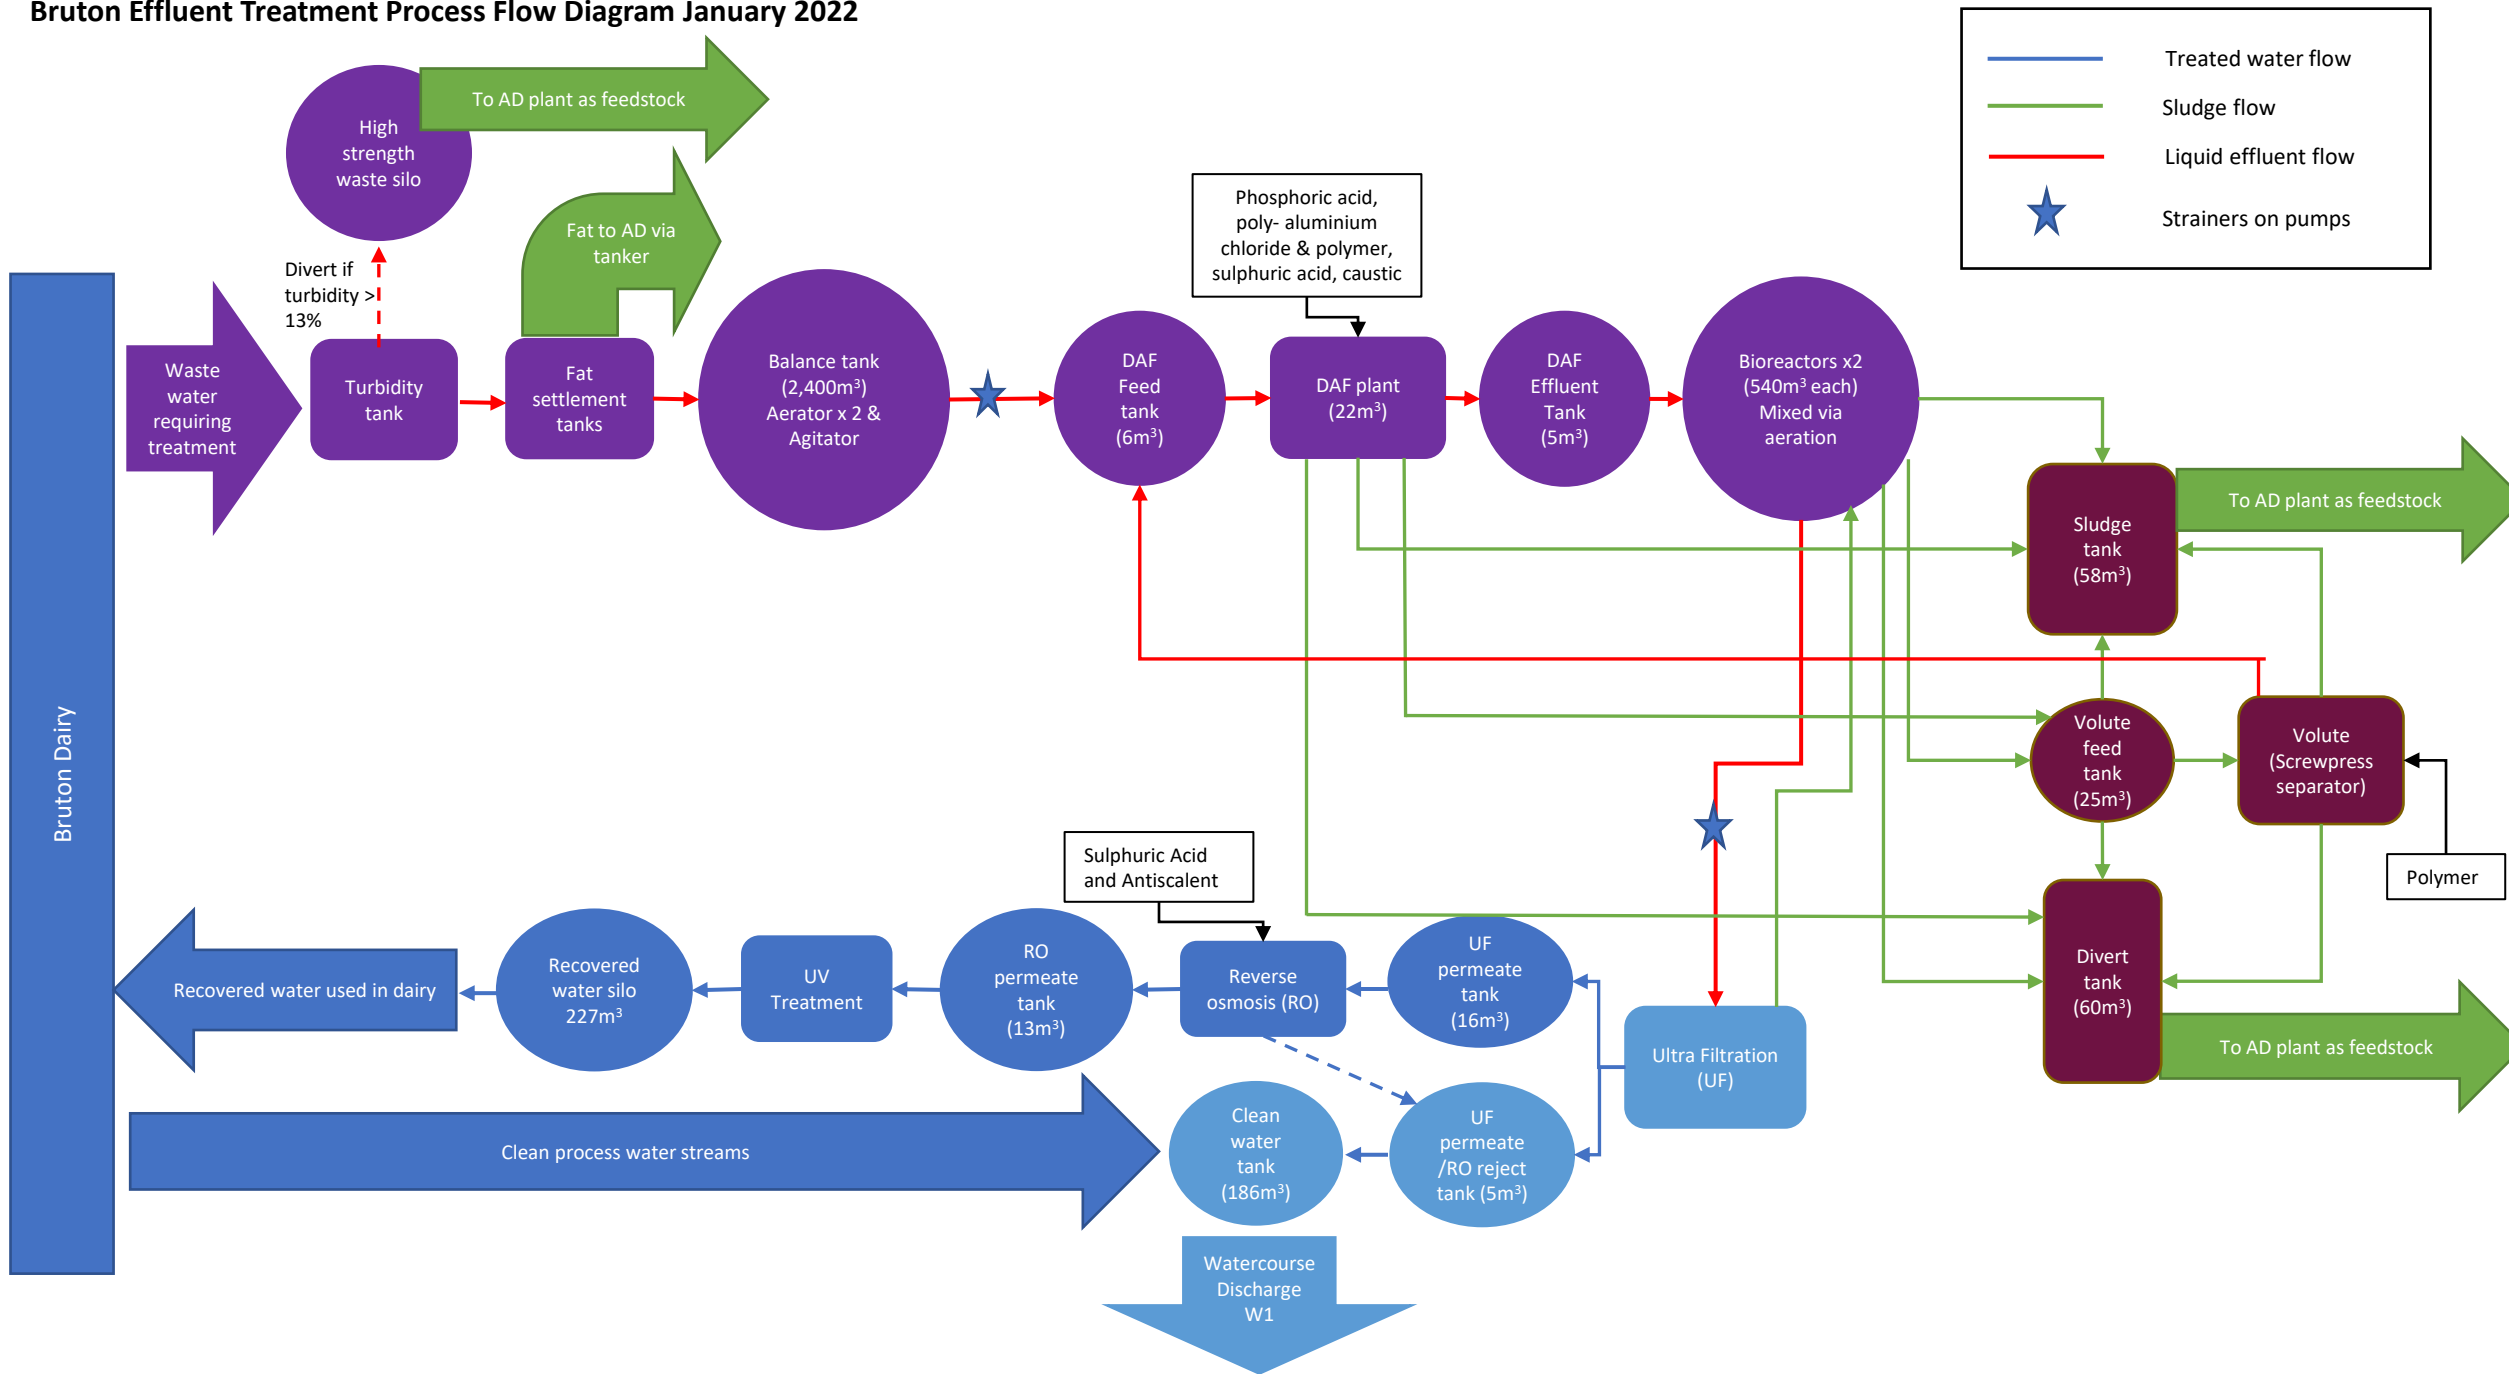 Bruton Effluent Treatment Process Flow Diagram January 2022
Treated water flow
Sludge flow
Liquid effluent flow
Strainers on pumps
To AD plant as feedstock
High
strength
waste silo
Fat to AD via
tanker
Divert if
turbidity >
13%
Phosphoric acid,
poly- aluminium
chloride & polymer,
sulphuric acid, caustic
Waste
water
requiring
treatment
Turbidity
tank
Fat
settlement
tanks
Balance tank
(2,400m³)
Aerator x 2 &
Agitator
DAF
Feed
tank
(6m³)
DAF plant
(22m³)
DAF
Effluent
Tank
(5m³)
Bioreactors x2
(540m³ each)
Mixed via
aeration
Sludge
tank
(58m³)
To AD plant as feedstock
Bruton Dairy
Volute
feed
tank
(25m³)
Volute
(Screwpress
separator)
Polymer
Sulphuric Acid
and Antiscalent
Recovered water used in dairy
Recovered
water silo
227m³
UV
Treatment
RO
permeate
tank
(13m³)
Reverse
osmosis (RO)
UF
permeate
tank
(16m³)
Ultra Filtration
(UF)
Divert
tank
(60m³)
To AD plant as feedstock
Clean process water streams
Clean
water
tank
(186m³)
UF
permeate
/RO reject
tank (5m³)
Watercourse
Discharge
W1